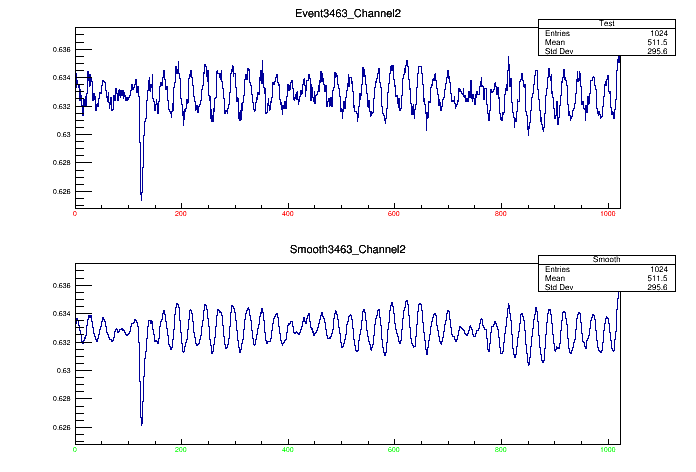 Event3463_Channel2
Test
Entries 1024
Mean 511.5
Std Dev 295.6
0.636
0.634
0.632
0.63
0.628
0.626
0 200 400 600 800 1000
Smooth3463_Channel2
Smooth
Entries 1024
Mean 511.5
Std Dev 295.6
0.636
0.634
0.632
0.63
0.628
0.626
0 200 400 600 800 1000